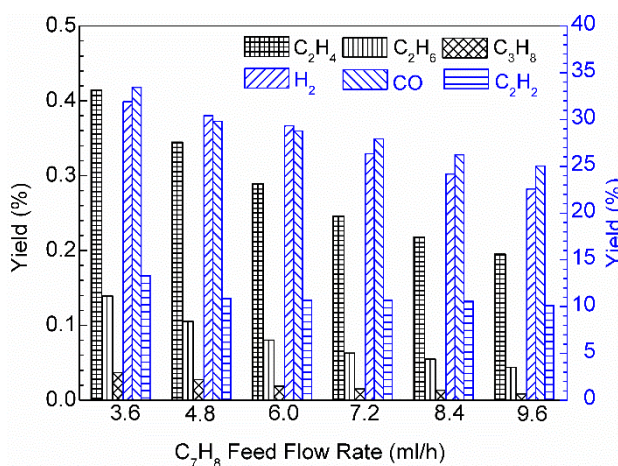 0.5
0.4
0.3
0.2
0.1
0.0
Yield (%)
C₂H₄ C₂H₆ C₃H₈
H₂ CO C₂H₂
40
35
30
25
20
15
10
5
0
Yield (%)
3.6 4.8 6.0 7.2 8.4 9.6
C₇H₈ Feed Flow Rate (ml/h)